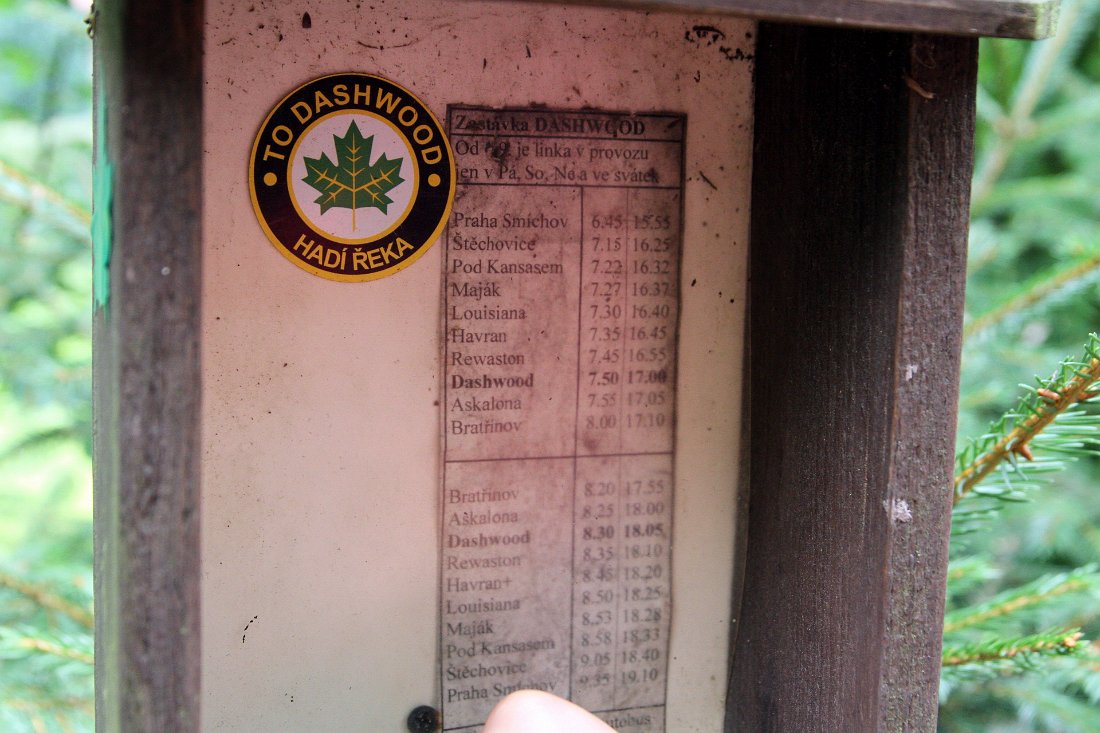 TO DASHWOOD
HADÍ ŘEKA
Zastávka DASHWOOD
Od 1.9. je linka v provozu
jen v Pá, So, Ne a ve svátek
Praha Smíchov 6.45 15.55
Štěchovice 7.15 16.25
Pod Kansasem 7.22 16.32
Maják 7.27 16.37
Louisiana 7.30 16.40
Havran 7.35 16.45
Rewaston 7.45 16.55
Dashwood 7.50 17.00
Askalona 7.55 17.05
Bratřínov 8.00 17.10
Bratřínov 8.20 17.55
Askalona 8.25 18.00
Dashwood 8.30 18.05
Rewaston 8.35 18.10
Havran+ 8.45 18.20
Louisiana 8.50 18.25
Maják 8.53 18.28
Pod Kansasem 8.58 18.33
Štěchovice 9.05 18.40
Praha Smíchov 9.35 19.10
autobus